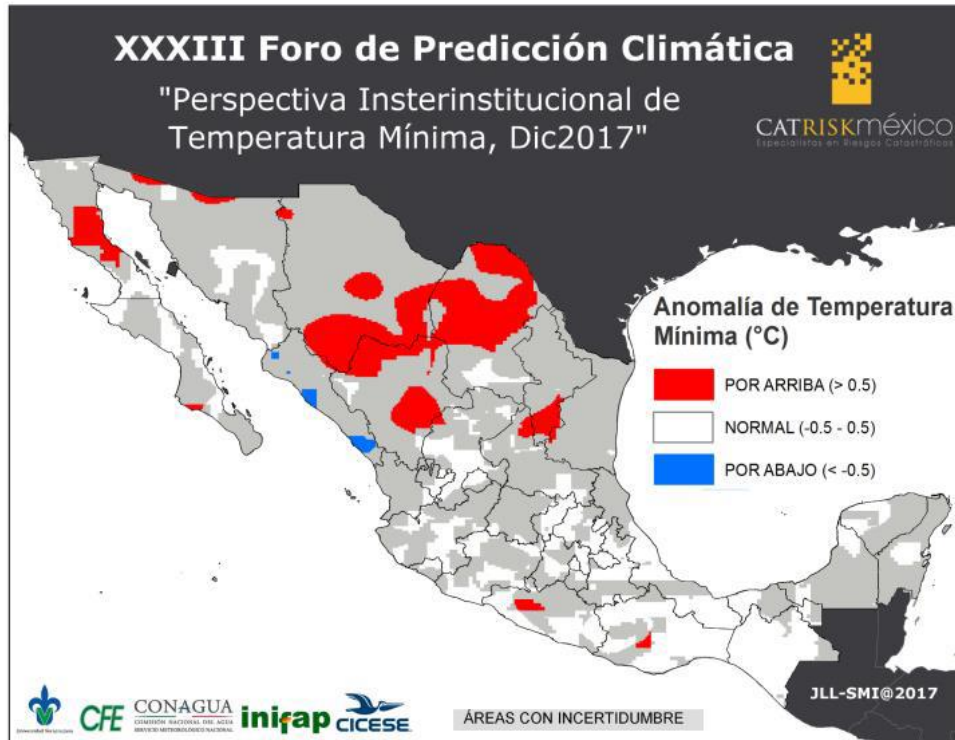 XXXIII Foro de Predicción Climática
"Perspectiva Insterinstitucional de
Temperatura Mínima, Dic2017"
CATRISKméxico
Especialistas en Riesgos Catastróficos
Anomalía de Temperatura
Mínima (°C)
POR ARRIBA (> 0.5)
NORMAL (-0.5 - 0.5)
POR ABAJO (< -0.5)
JLL-SMI@2017
Universidad Veracruzana
CFE
CONAGUA
COMISIÓN NACIONAL DEL AGUA
SERVICIO METEOROLÓGICO NACIONAL
inifap
CICESE
ÁREAS CON INCERTIDUMBRE